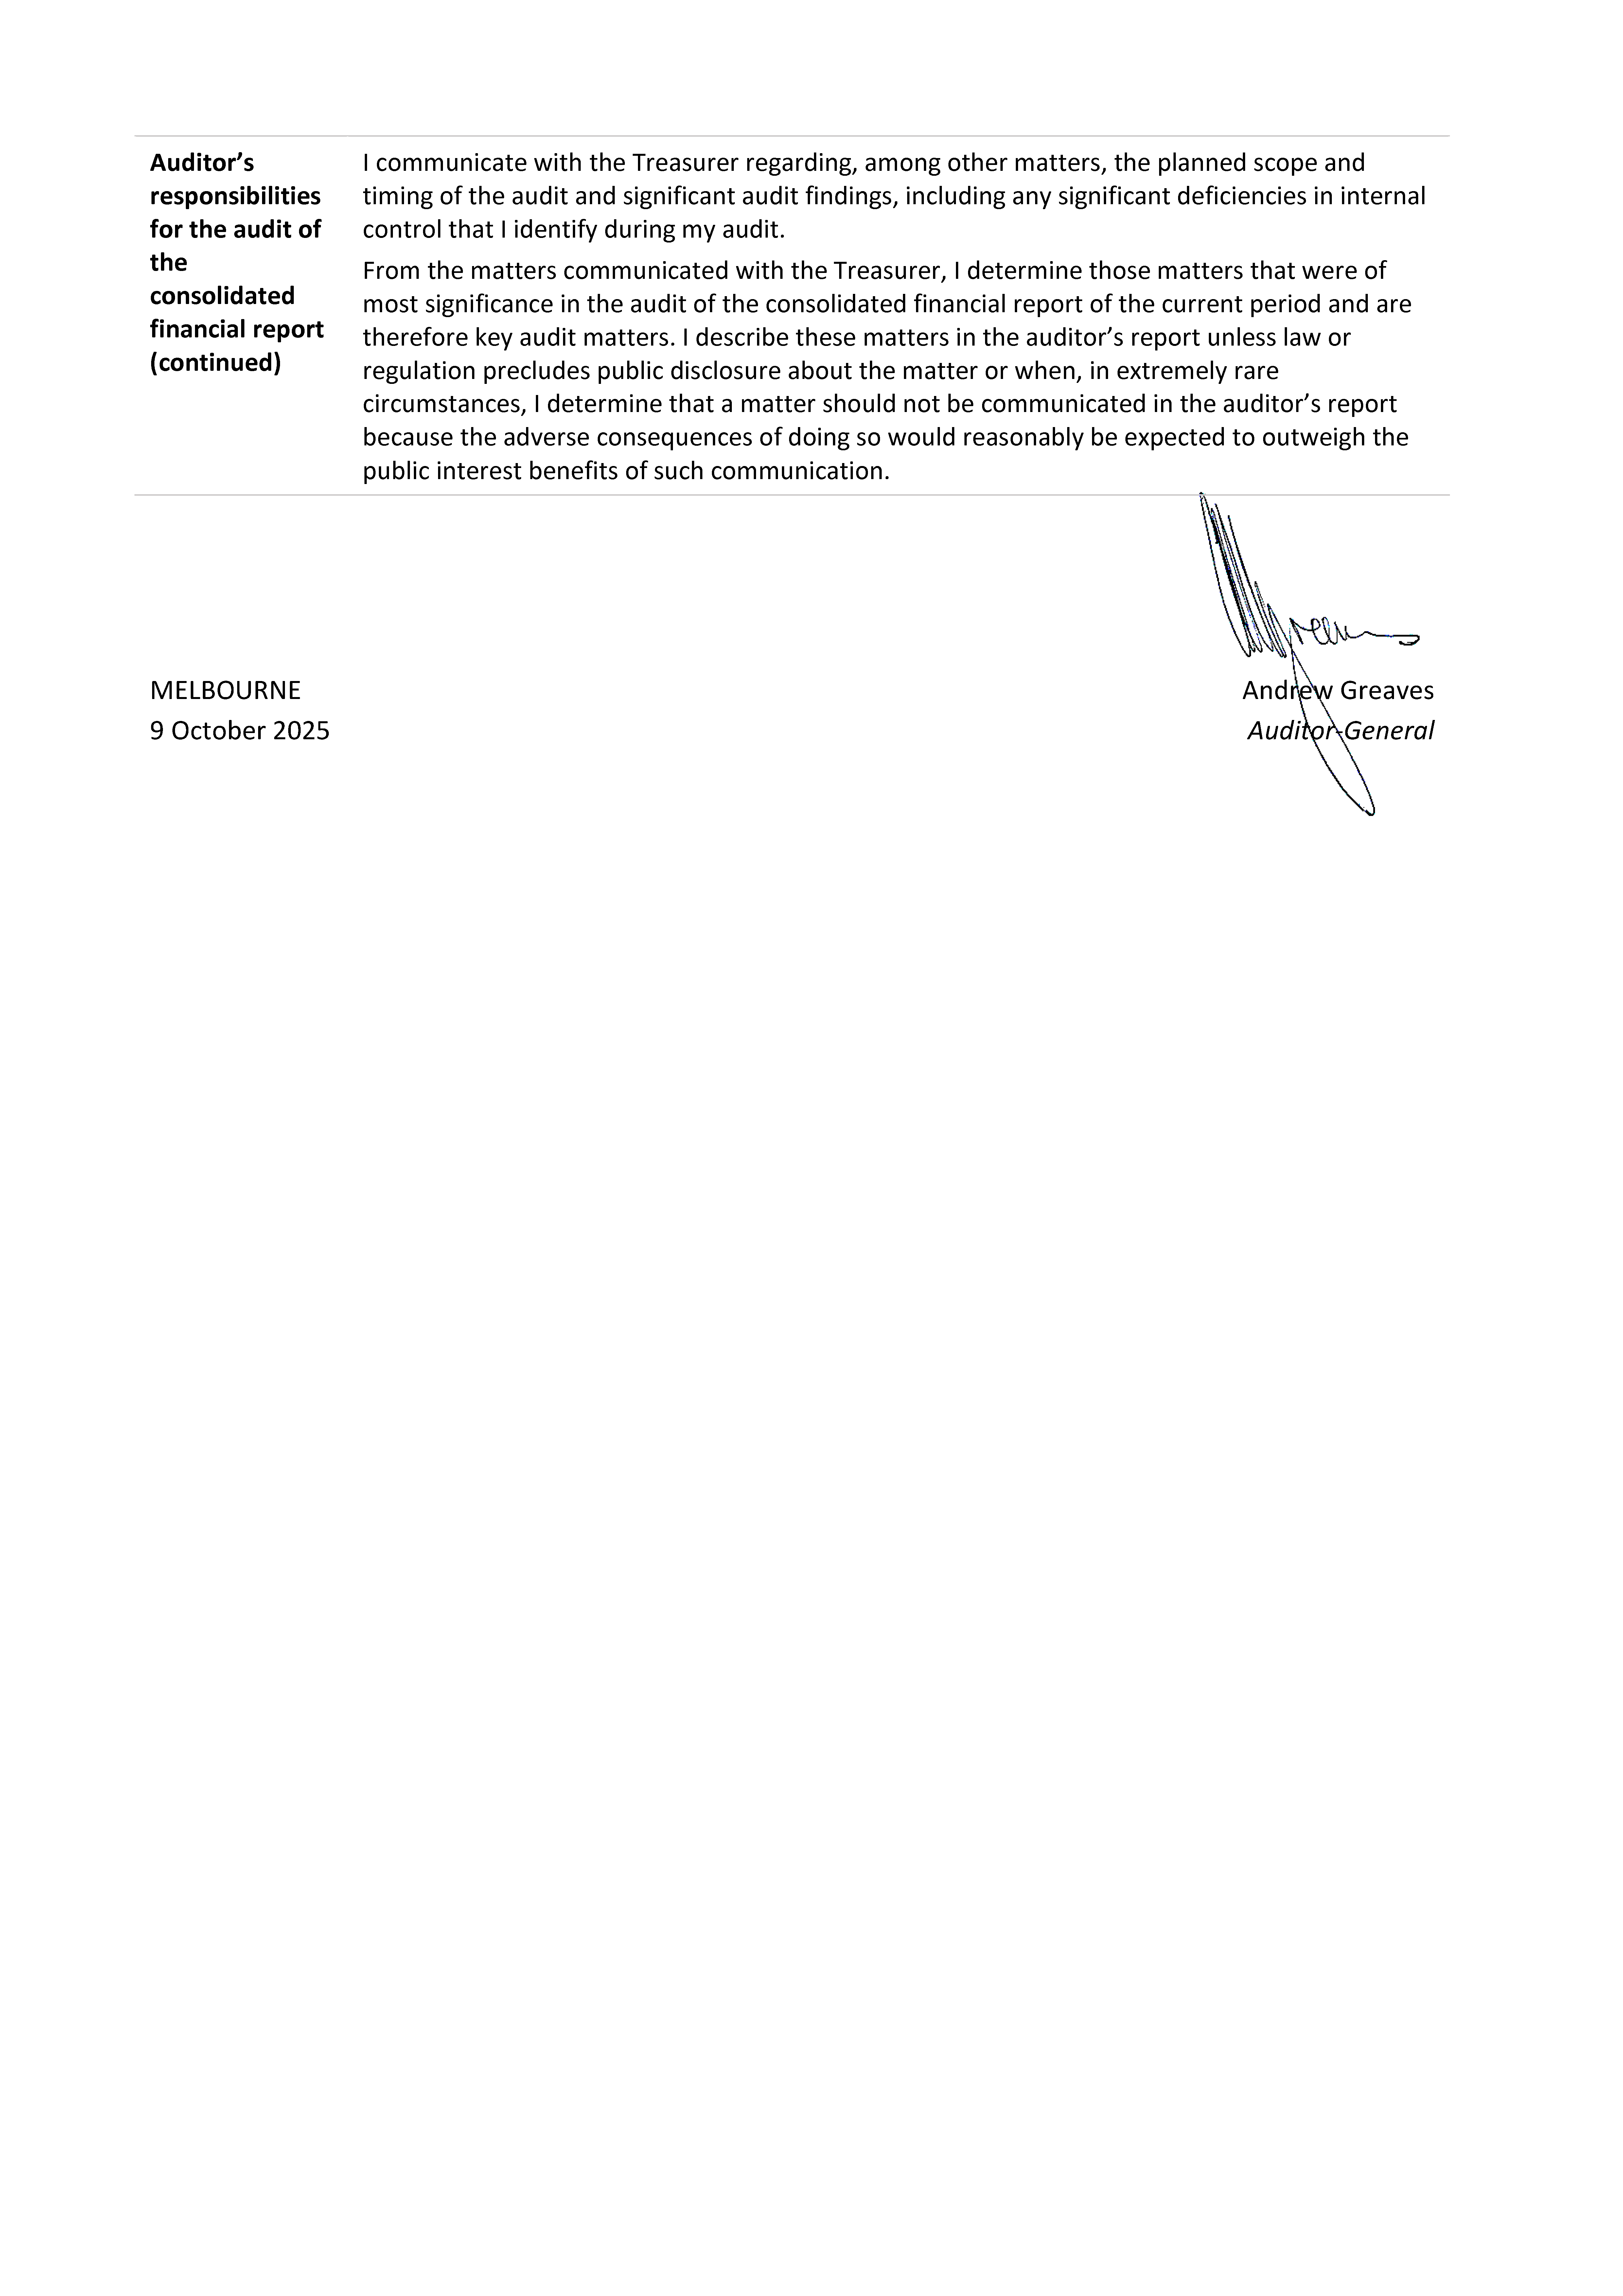 Auditor’s
responsibilities
for the audit of
the
consolidated
financial report
(continued)
I communicate with the Treasurer regarding, among other matters, the planned scope and
timing of the audit and significant audit findings, including any significant deficiencies in internal
control that I identify during my audit.
From the matters communicated with the Treasurer, I determine those matters that were of
most significance in the audit of the consolidated financial report of the current period and are
therefore key audit matters. I describe these matters in the auditor’s report unless law or
regulation precludes public disclosure about the matter or when, in extremely rare
circumstances, I determine that a matter should not be communicated in the auditor’s report
because the adverse consequences of doing so would reasonably be expected to outweigh the
public interest benefits of such communication.
MELBOURNE
9 October 2025
Andrew Greaves
Auditor-General